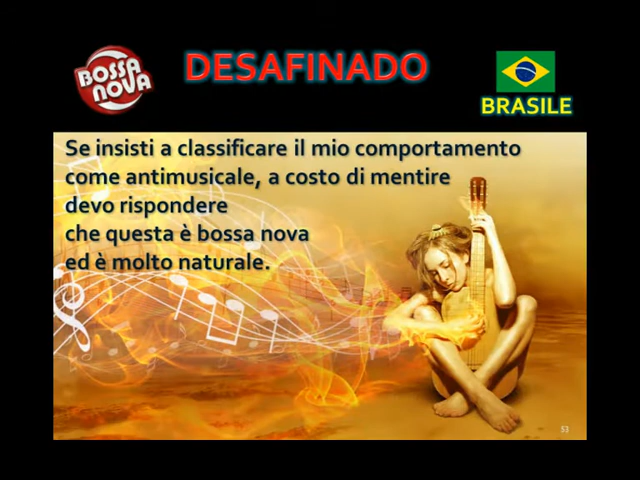 BOSSA
NOVA
DESAFINADO
BRASILE
Se insisti a classificare il mio comportamento
come antimusicale, a costo di mentire
devo rispondere
che questa è bossa nova
ed è molto naturale.
53